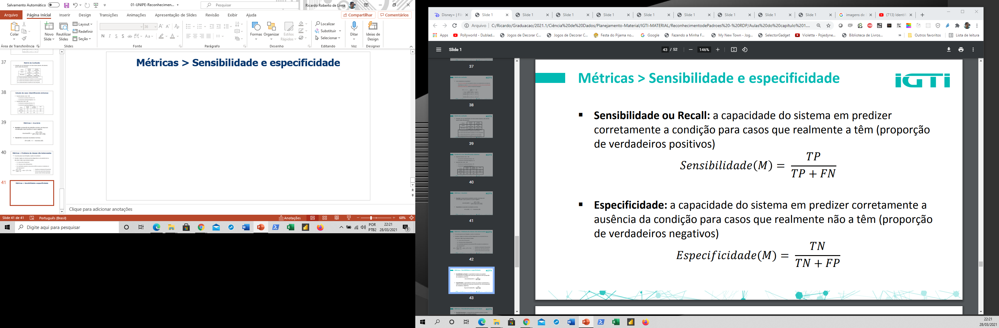 Salvamento Automático
01-UNIPE-Reconhecimen...
Pesquisar
Ricardo Roberto de Lima
Arquivo
Página Inicial
Inserir
Design
Transições
Animações
Apresentação de Slides
Revisão
Exibir
Ajuda
Compartilhar
Comentários
Colar
Novo Slide
Reutilizar Slides
Layout
Redefinir
Seção
36
Formas
Organizar
Estilos Rápidos
Localizar
Substituir
Selecionar
Ditar
Ideias de Design
Área de Transferência
Slides
Fonte
Parágrafo
Desenho
Editando
Voz
Designer
37
Matriz de Confusão
38
Estudo de caso: Identificando sintomas
39
Métricas > Acurácia
40
Métricas > Problema de classes não-balanceadas
41
Métricas > Sensibilidade e especificidade
Métricas > Sensibilidade e especificidade
Clique para adicionar anotações
Slide 41 de 41
Português (Brasil)
Anotações
68%
Digite aqui para pesquisar
POR
PTB2
22:21
28/03/2021
3
Disney+ | Fil
Slide 1
Slide 1
Slide 1
Slide 1
Slide 1
Slide 1
Slide 1
Slide 1
Slide 1
imagens de
(713) Identif
Arquivo
C:/Ricardo/Graduacao/2021.1/Ciência%20de%20Dados/Planejamento-Material/IGTI-MATERIAL/ReconhecimentodePadroes%20-%20RDP/Aulas%20do%20capítulo%201....
Apps
Pollyworld - Dublad...
Jogos de Decorar C...
Jogos de Decorar C...
Festa do Pijama no...
Google
Fazendo a Minha F...
My New Town - Jog...
SelectorGadget
Violetta - Pojedyne...
Biblioteca de Livros...
»
Outros favoritos
Lista de leitura
Slide 1
43 / 52
146%
37
38
39
40
41
42
43
Métricas > Sensibilidade e especificidade
iGTi
▪ Sensibilidade ou Recall: a capacidade do sistema em predizer
corretamente a condição para casos que realmente a têm (proporção
de verdadeiros positivos)
Sensibilidade(M) = TP / (TP + FN)
▪ Especificidade: a capacidade do sistema em predizer corretamente a
ausência da condição para casos que realmente não a têm (proporção
de verdadeiros negativos)
Especificidade(M) = TN / (TN + FP)
22:21
28/03/2021